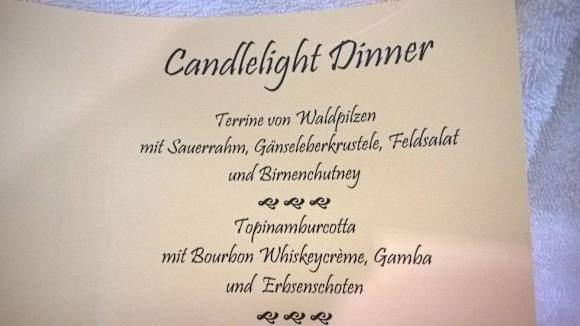 Candlelight Dinner
Terrine von Waldpilzen
mit Sauerrahm, Gänseleberkrustele, Feldsalat
und Birnenchutney
Topinamburcotta
mit Bourbon Whiskeycrème, Gamba
und Erbsenschoten